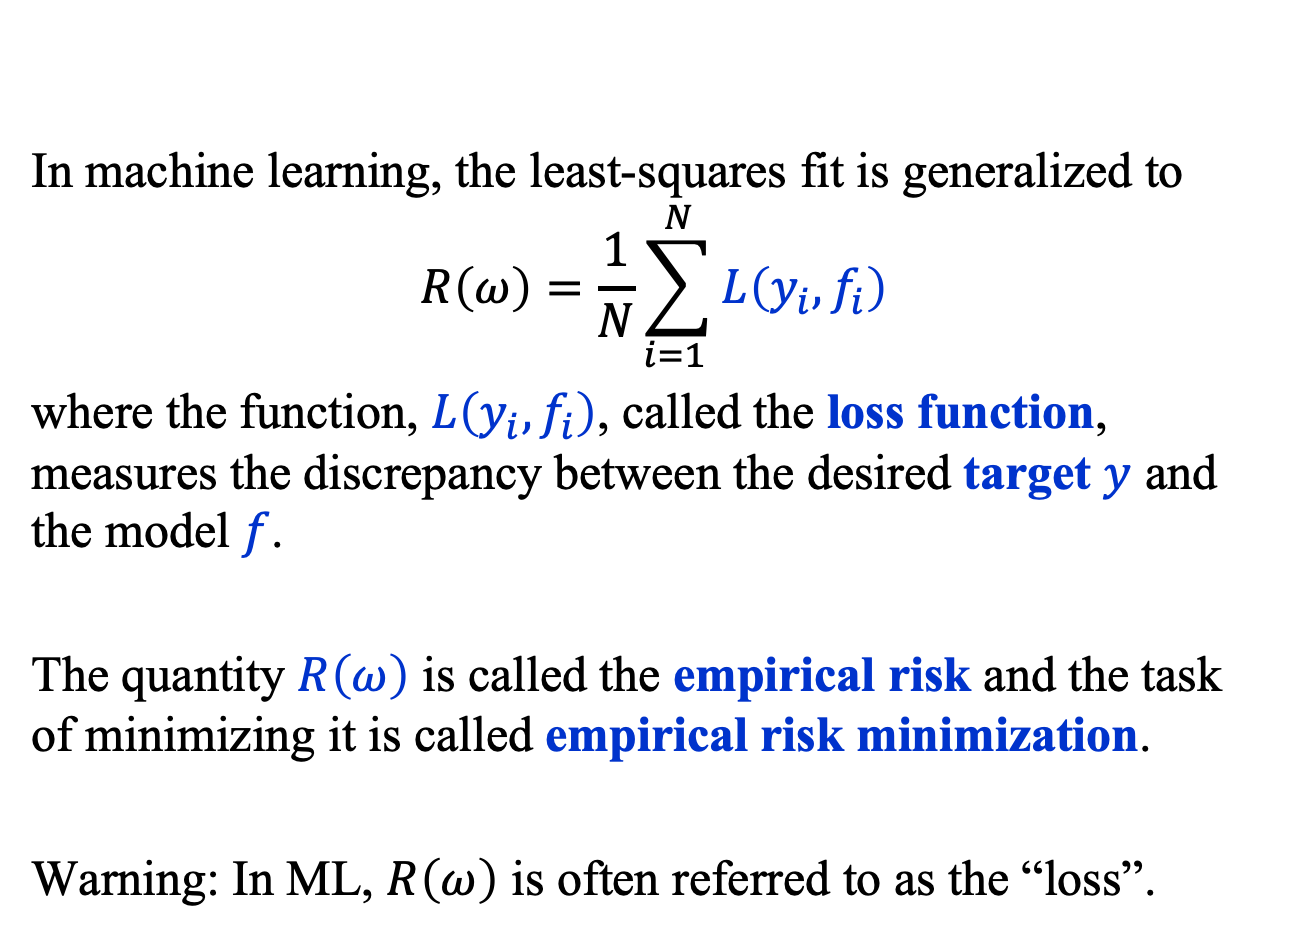 In machine learning, the least-squares fit is generalized to
R(ω) = 1/N ∑_{i=1}^{N} L(y_i, f_i)
where the function, L(y_i, f_i), called the loss function,
measures the discrepancy between the desired target y and
the model f.
The quantity R(ω) is called the empirical risk and the task
of minimizing it is called empirical risk minimization.
Warning: In ML, R(ω) is often referred to as the “loss”.